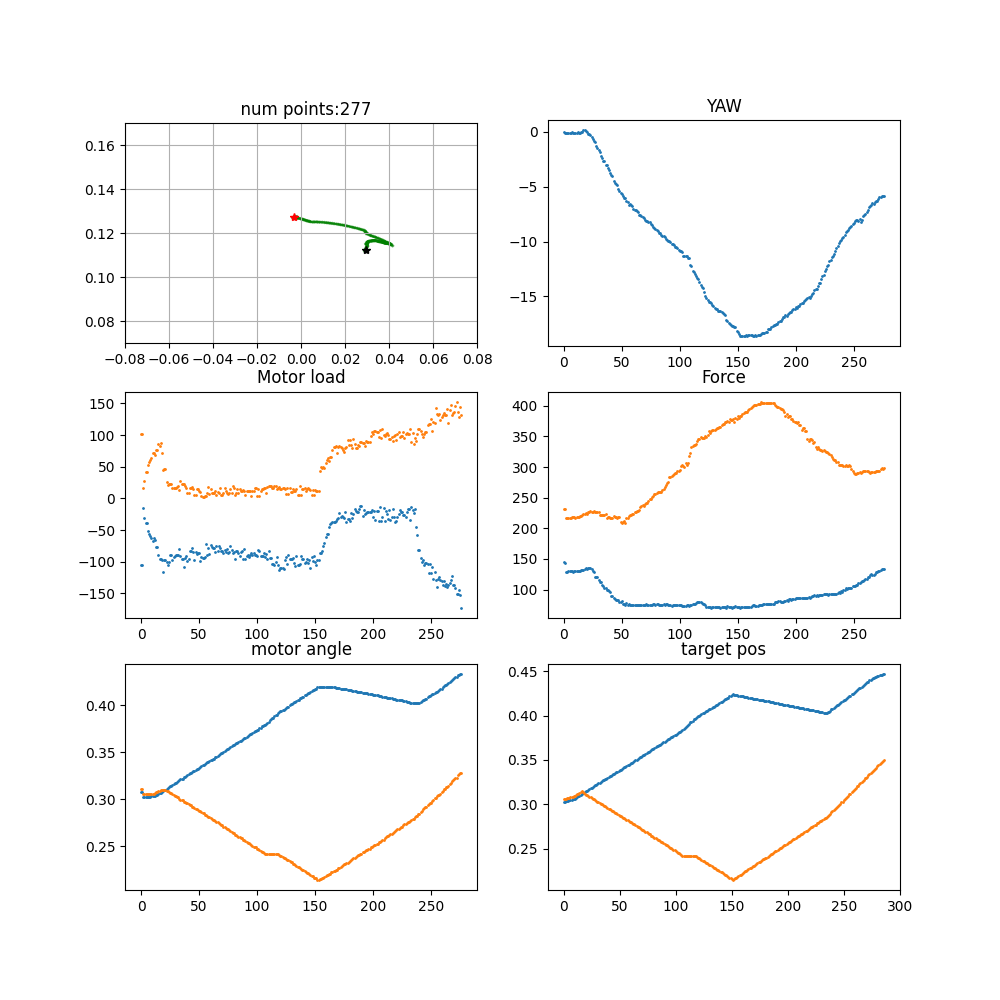 num points:277
YAW
0.16
0.14
0.12
0.10
0.08
−0.08 −0.06 −0.04 −0.02 0.00 0.02 0.04 0.06 0.08
0
−5
−10
−15
0 50 100 150 200 250
Motor load
Force
150
100
50
0
−50
−100
−150
0 50 100 150 200 250
400
350
300
250
200
150
100
0 50 100 150 200 250
motor angle
target pos
0.40
0.35
0.30
0.25
0 50 100 150 200 250
0.45
0.40
0.35
0.30
0.25
0 50 100 150 200 250 300